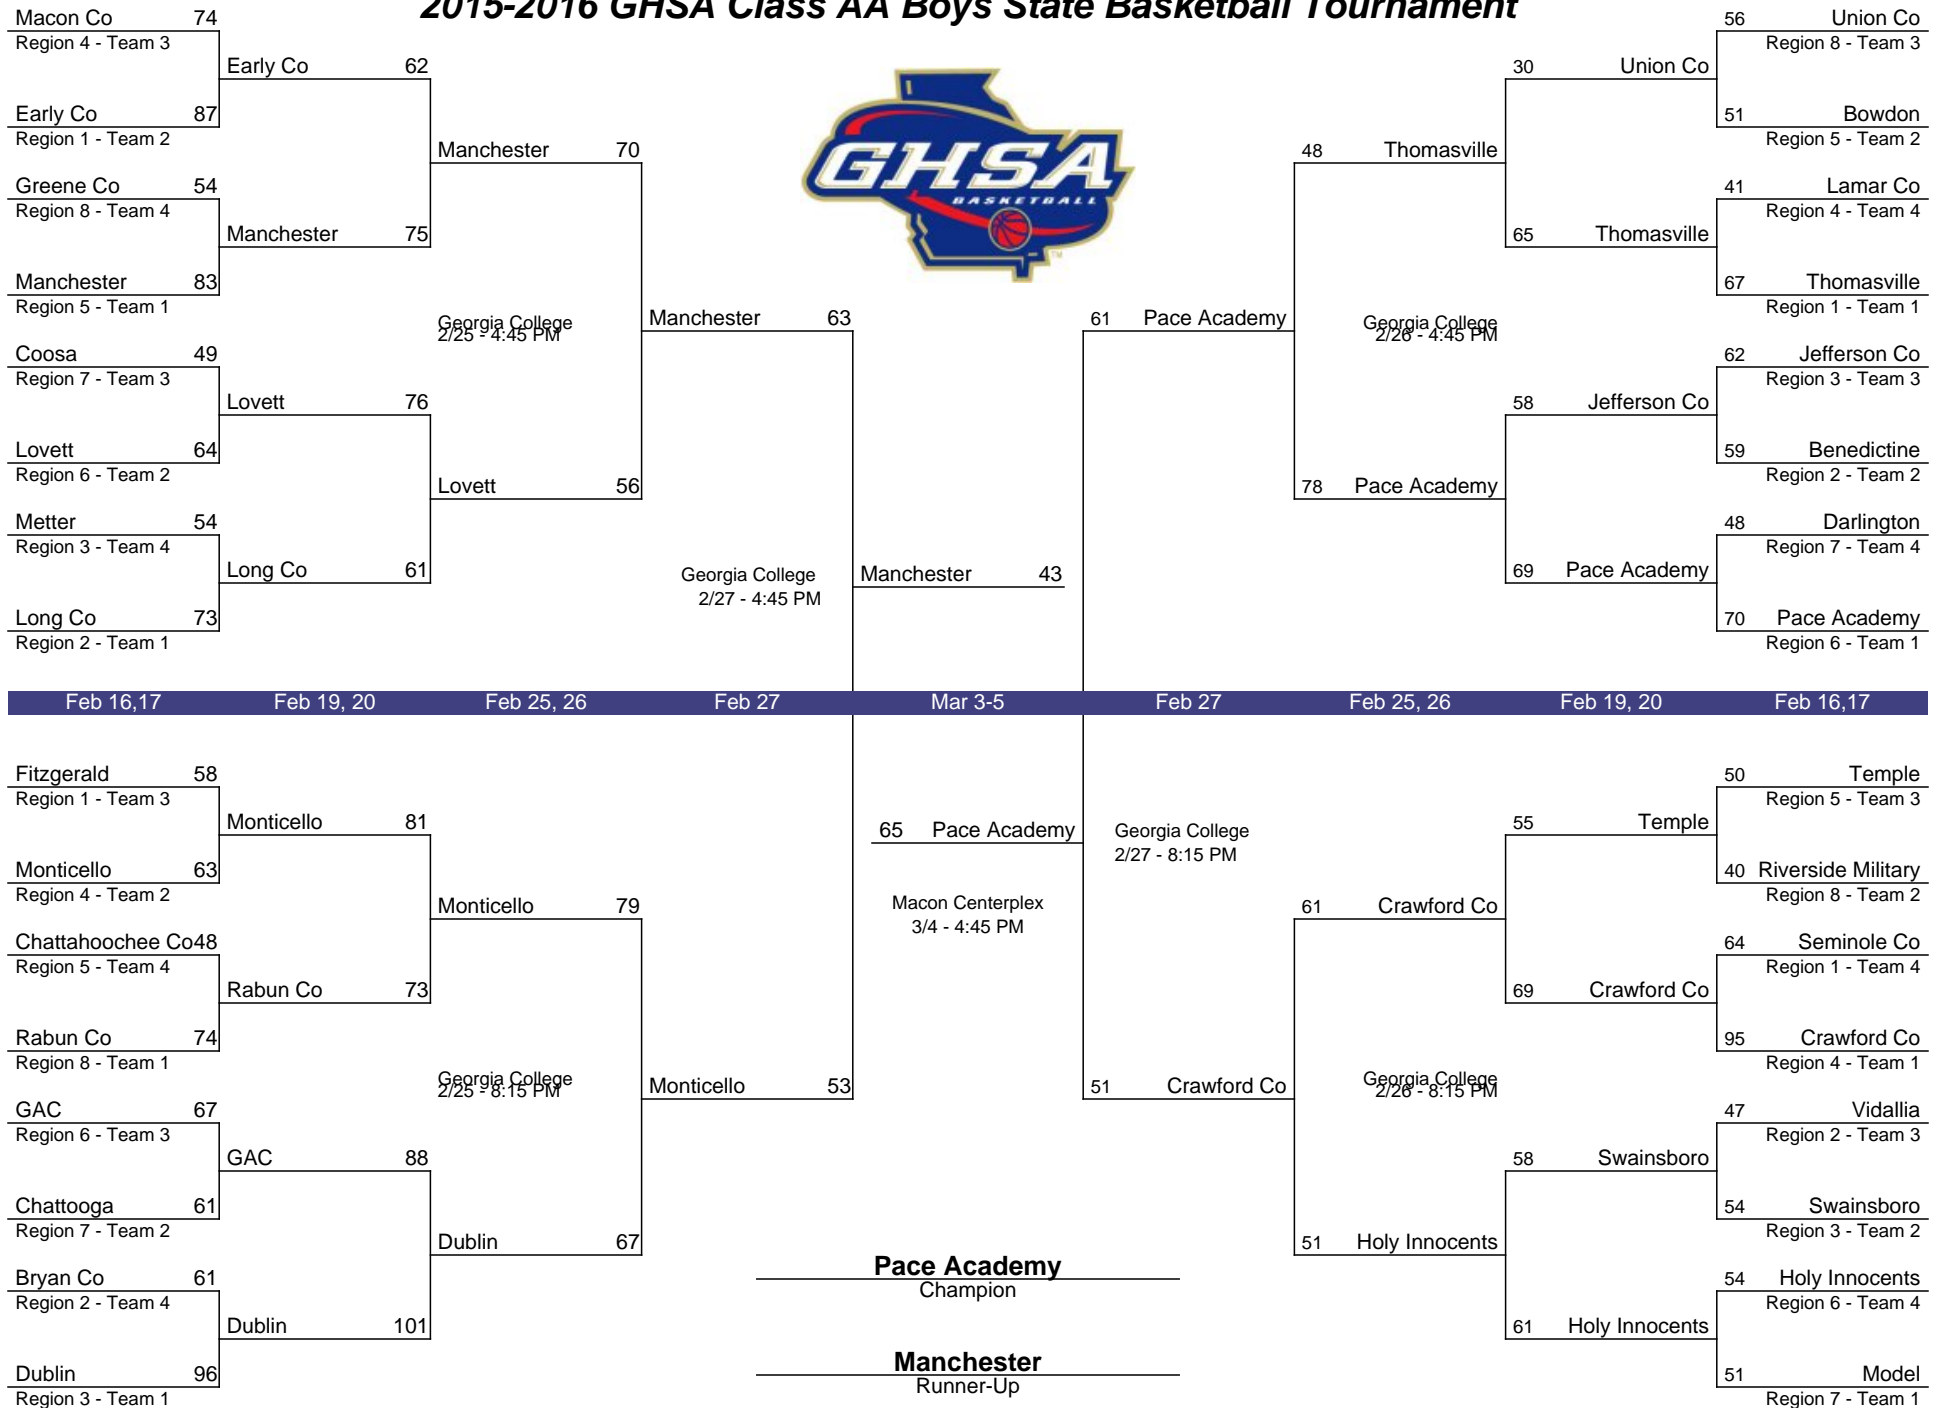 2015-2016 GHSA Class AA Boys State Basketball Tournament
Macon Co 74
Region 4 - Team 3
Early Co 87
Region 1 - Team 2
Greene Co 54
Region 8 - Team 4
Manchester 83
Region 5 - Team 1
Coosa 49
Region 7 - Team 3
Lovett 64
Region 6 - Team 2
Metter 54
Region 3 - Team 4
Long Co 73
Region 2 - Team 1
Early Co 62
Manchester 75
Lovett 76
Long Co 61
Manchester 70
Georgia College
2/25 - 4:45 PM
Lovett 56
Manchester 63
Georgia College
2/27 - 4:45 PM
Manchester 43
GHSA
BASKETBALL
TM
61 Pace Academy
48 Thomasville
Georgia College
2/26 - 4:45 PM
78 Pace Academy
30 Union Co
65 Thomasville
58 Jefferson Co
69 Pace Academy
56 Union Co
Region 8 - Team 3
51 Bowdon
Region 5 - Team 2
41 Lamar Co
Region 4 - Team 4
67 Thomasville
Region 1 - Team 1
62 Jefferson Co
Region 3 - Team 3
59 Benedictine
Region 2 - Team 2
48 Darlington
Region 7 - Team 4
70 Pace Academy
Region 6 - Team 1
Feb 16,17 Feb 19, 20 Feb 25, 26 Feb 27 Mar 3-5 Feb 27 Feb 25, 26 Feb 19, 20 Feb 16,17
Fitzgerald 58
Region 1 - Team 3
Monticello 63
Region 4 - Team 2
Chattahoochee Co48
Region 5 - Team 4
Rabun Co 74
Region 8 - Team 1
GAC 67
Region 6 - Team 3
Chattooga 61
Region 7 - Team 2
Bryan Co 61
Region 2 - Team 4
Dublin 96
Region 3 - Team 1
Monticello 81
Rabun Co 73
GAC 88
Dublin 101
Monticello 79
Georgia College
2/25 - 8:15 PM
Dublin 67
Monticello 53
65 Pace Academy
Macon Centerplex
3/4 - 4:45 PM
Georgia College
2/27 - 8:15 PM
51 Crawford Co
61 Crawford Co
Georgia College
2/26 - 8:15 PM
51 Holy Innocents
55 Temple
69 Crawford Co
58 Swainsboro
61 Holy Innocents
50 Temple
Region 5 - Team 3
40 Riverside Military
Region 8 - Team 2
64 Seminole Co
Region 1 - Team 4
95 Crawford Co
Region 4 - Team 1
47 Vidallia
Region 2 - Team 3
54 Swainsboro
Region 3 - Team 2
54 Holy Innocents
Region 6 - Team 4
51 Model
Region 7 - Team 1
Pace Academy
Champion
Manchester
Runner-Up